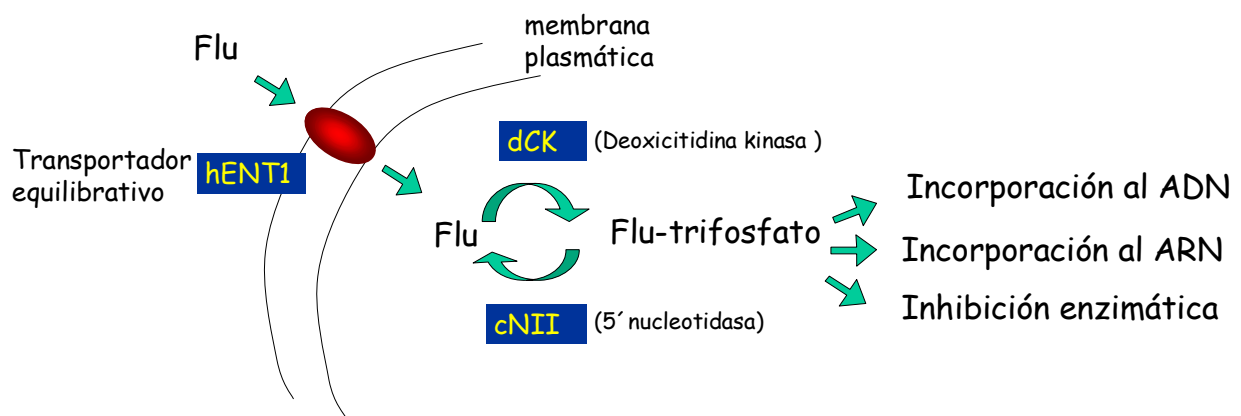 Flu
membrana
plasmática
Transportador
equilibrativo
hENT1
dCK (Deoxicitidina kinasa )
Flu
Flu-trifosfato
cNII (5´nucleotidasa)
Incorporación al ADN
Incorporación al ARN
Inhibición enzimática